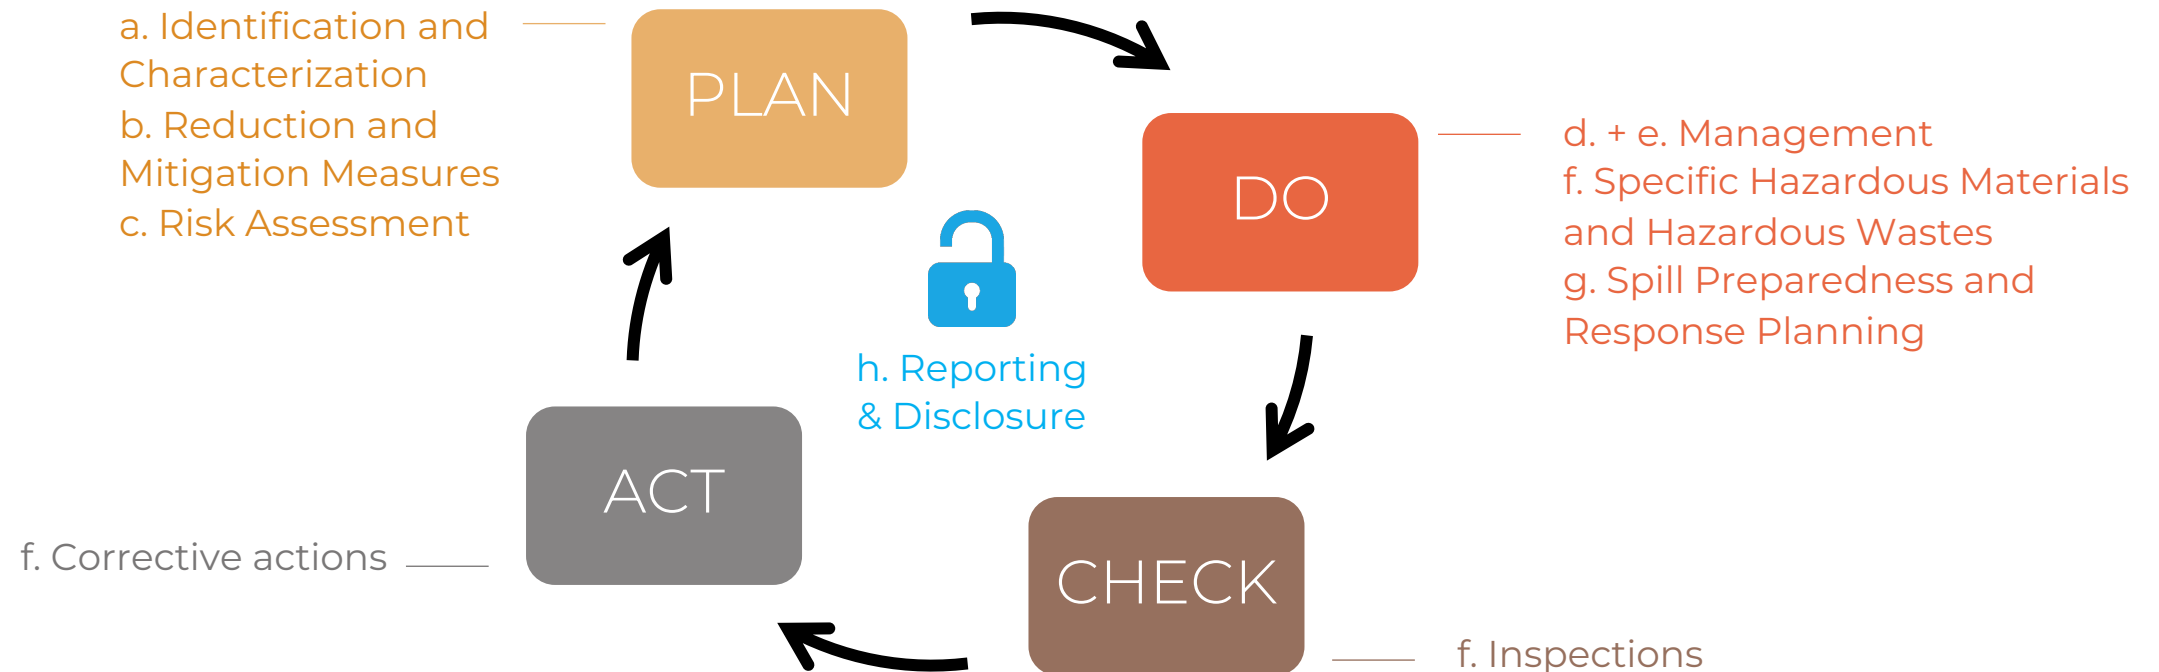 a. Identification and
Characterization
b. Reduction and
Mitigation Measures
c. Risk Assessment
PLAN
DO
d. + e. Management
f. Specific Hazardous Materials
and Hazardous Wastes
g. Spill Preparedness and
Response Planning
h. Reporting
& Disclosure
ACT
f. Corrective actions
CHECK
f. Inspections